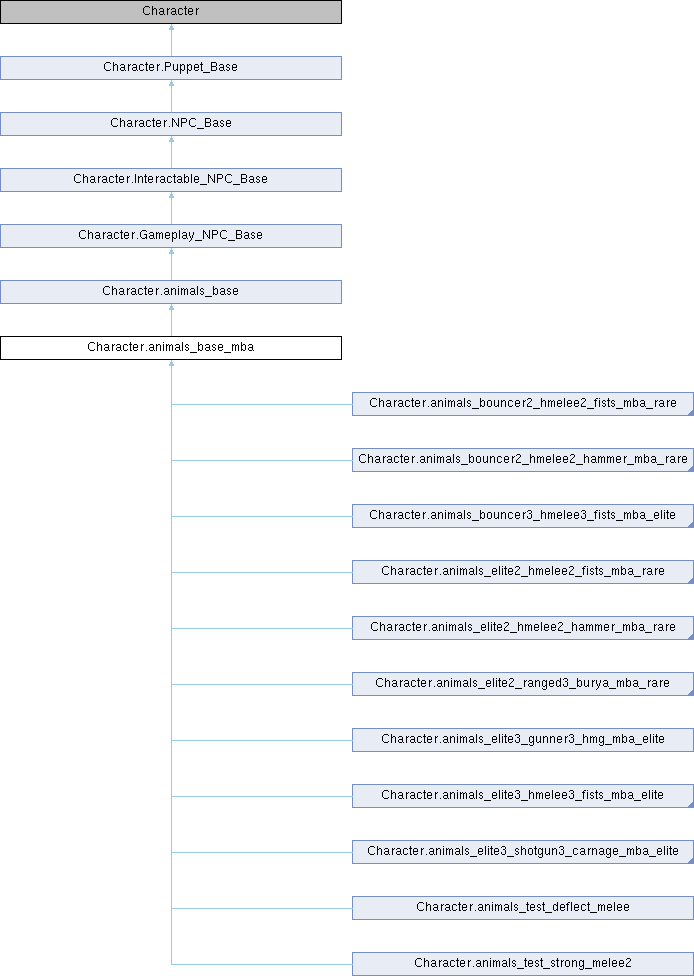 Character
Character.Puppet_Base
Character.NPC_Base
Character.Interactable_NPC_Base
Character.Gameplay_NPC_Base
Character.animals_base
Character.animals_base_mba
Character.animals_bouncer2_hmelee2_fists_mba_rare
Character.animals_bouncer2_hmelee2_hammer_mba_rare
Character.animals_bouncer3_hmelee3_fists_mba_elite
Character.animals_elite2_hmelee2_fists_mba_rare
Character.animals_elite2_hmelee2_hammer_mba_rare
Character.animals_elite2_ranged3_burya_mba_rare
Character.animals_elite3_gunner3_hmg_mba_elite
Character.animals_elite3_hmelee3_fists_mba_elite
Character.animals_elite3_shotgun3_carnage_mba_elite
Character.animals_test_deflect_melee
Character.animals_test_strong_melee2